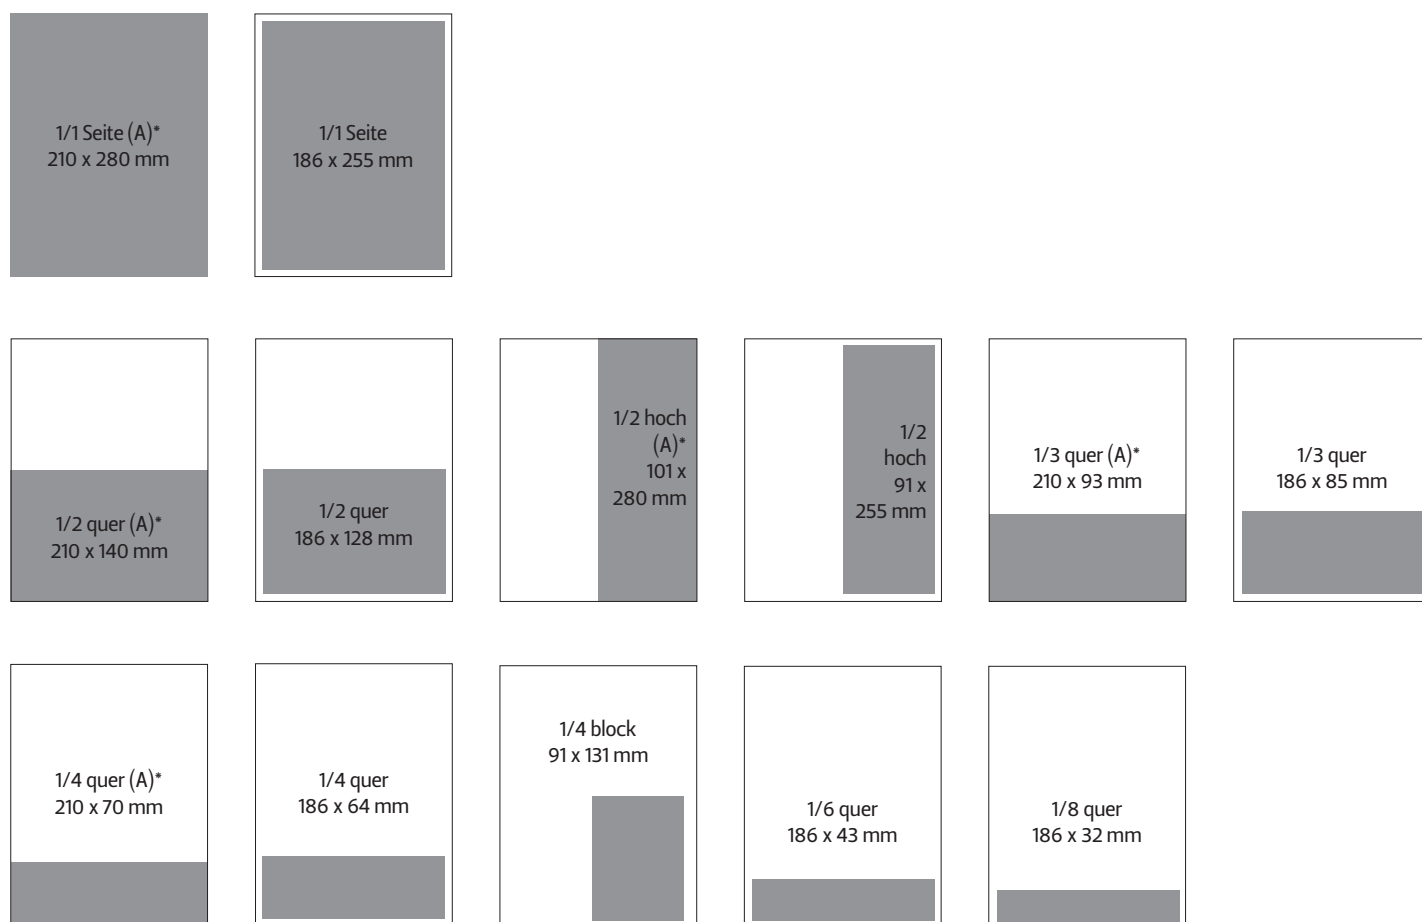 1/1 Seite (A)*
210 x 280 mm
1/1 Seite
186 x 255 mm
1/2 quer (A)*
210 x 140 mm
1/2 quer
186 x 128 mm
1/2 hoch
(A)*
101 x
280 mm
1/2
hoch
91 x
255 mm
1/3 quer (A)*
210 x 93 mm
1/3 quer
186 x 85 mm
1/4 quer (A)*
210 x 70 mm
1/4 quer
186 x 64 mm
1/4 block
91 x 131 mm
1/6 quer
186 x 43 mm
1/8 quer
186 x 32 mm